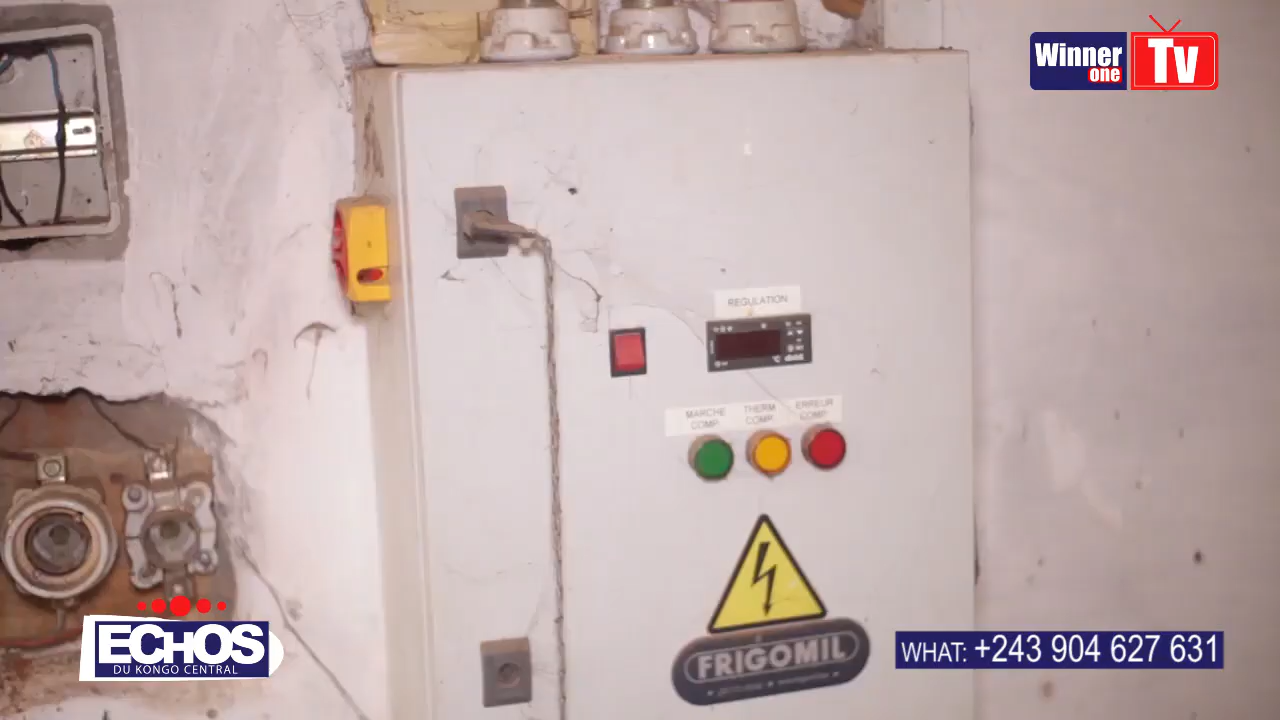 Winner
one
Tv
REGULATION
MARCHE
COMP.
THERM
COMP.
ERREUR
COMP.
°C
FRIGOMIL
ECHOS
DU KONGO CENTRAL
WHAT: +243 904 627 631